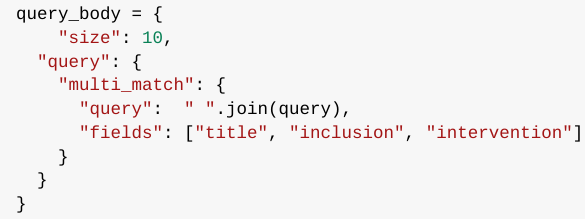 query_body = {
    "size": 10,
  "query": {
    "multi_match": {
      "query":  " ".join(query),
      "fields": ["title", "inclusion", "intervention"]
    }
  }
}